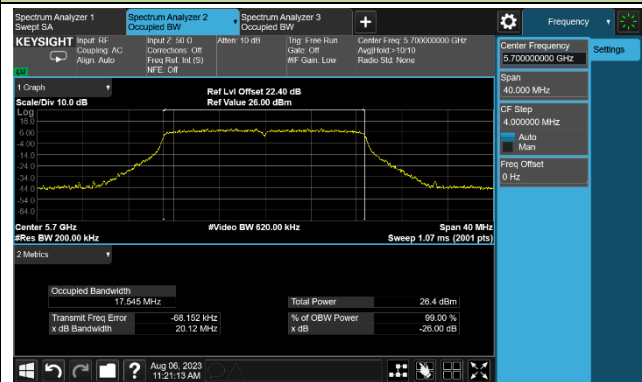 Spectrum Analyzer 1
Swept SA
Spectrum Analyzer 2
Occupied BW
Spectrum Analyzer 3
Occupied BW
+
Frequency
KEYSIGHT
Input: RF
Coupling: AC
Align: Auto
Input Z: 50 Ω
Corrections: Off
Freq Ref: Int (S)
NFE: Off
Atten: 10 dB
Trig: Free Run
Gate: Off
#IF Gain: Low
Center Freq: 5.700000000 GHz
Avg|Hold:>10/10
Radio Std: None
Center Frequency
5.700000000 GHz
Settings
Span
40.000 MHz
CF Step
4.000000 MHz
Auto
Man
Freq Offset
0 Hz
1 Graph
Scale/Div 10.0 dB
Ref Lvl Offset 22.40 dB
Ref Value 26.00 dBm
Log
16.0
6.00
-4.00
-14.0
-24.0
-34.0
-44.0
-54.0
-64.0
Center 5.7 GHz
#Video BW 620.00 kHz
Span 40 MHz
#Res BW 200.00 kHz
Sweep 1.07 ms (2001 pts)
2 Metrics
Occupied Bandwidth
17.545 MHz
Total Power
26.4 dBm
Transmit Freq Error
-68.152 kHz
% of OBW Power
99.00 %
x dB Bandwidth
20.12 MHz
x dB
-26.00 dB
?
Aug 06, 2023
11:21:13 AM